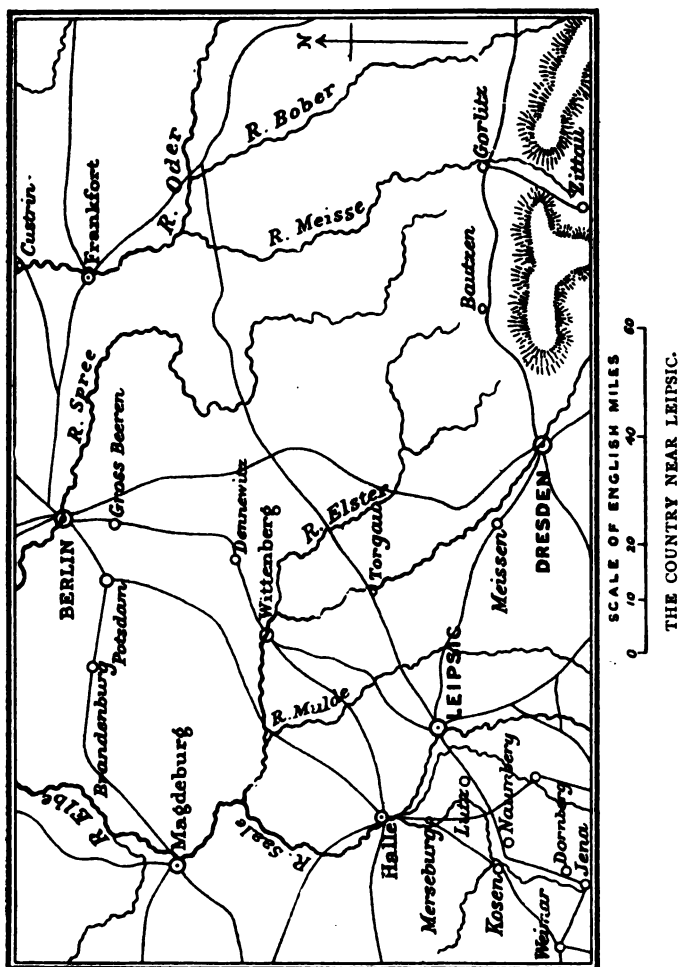 N
Custrin
Frankfort
R. Oder
R. Bober
R. Meisse
R. Spree
BERLIN
Gross Beeren
Potsdam
Brandenburg
R Elbe
Magdeburg
Dennewitz
Wittenberg
R. Elster
Torgau
R. Mulde
R. Saale
Halle
LEIPSIC
Merseburg
Lutz
Naumberg
Kosen
Dornberg
Jena
Weimar
Meissen
DRESDEN
Bautzen
Gorlitz
Zittau
SCALE OF ENGLISH MILES
0 10 20 40 60
THE COUNTRY NEAR LEIPSIC.